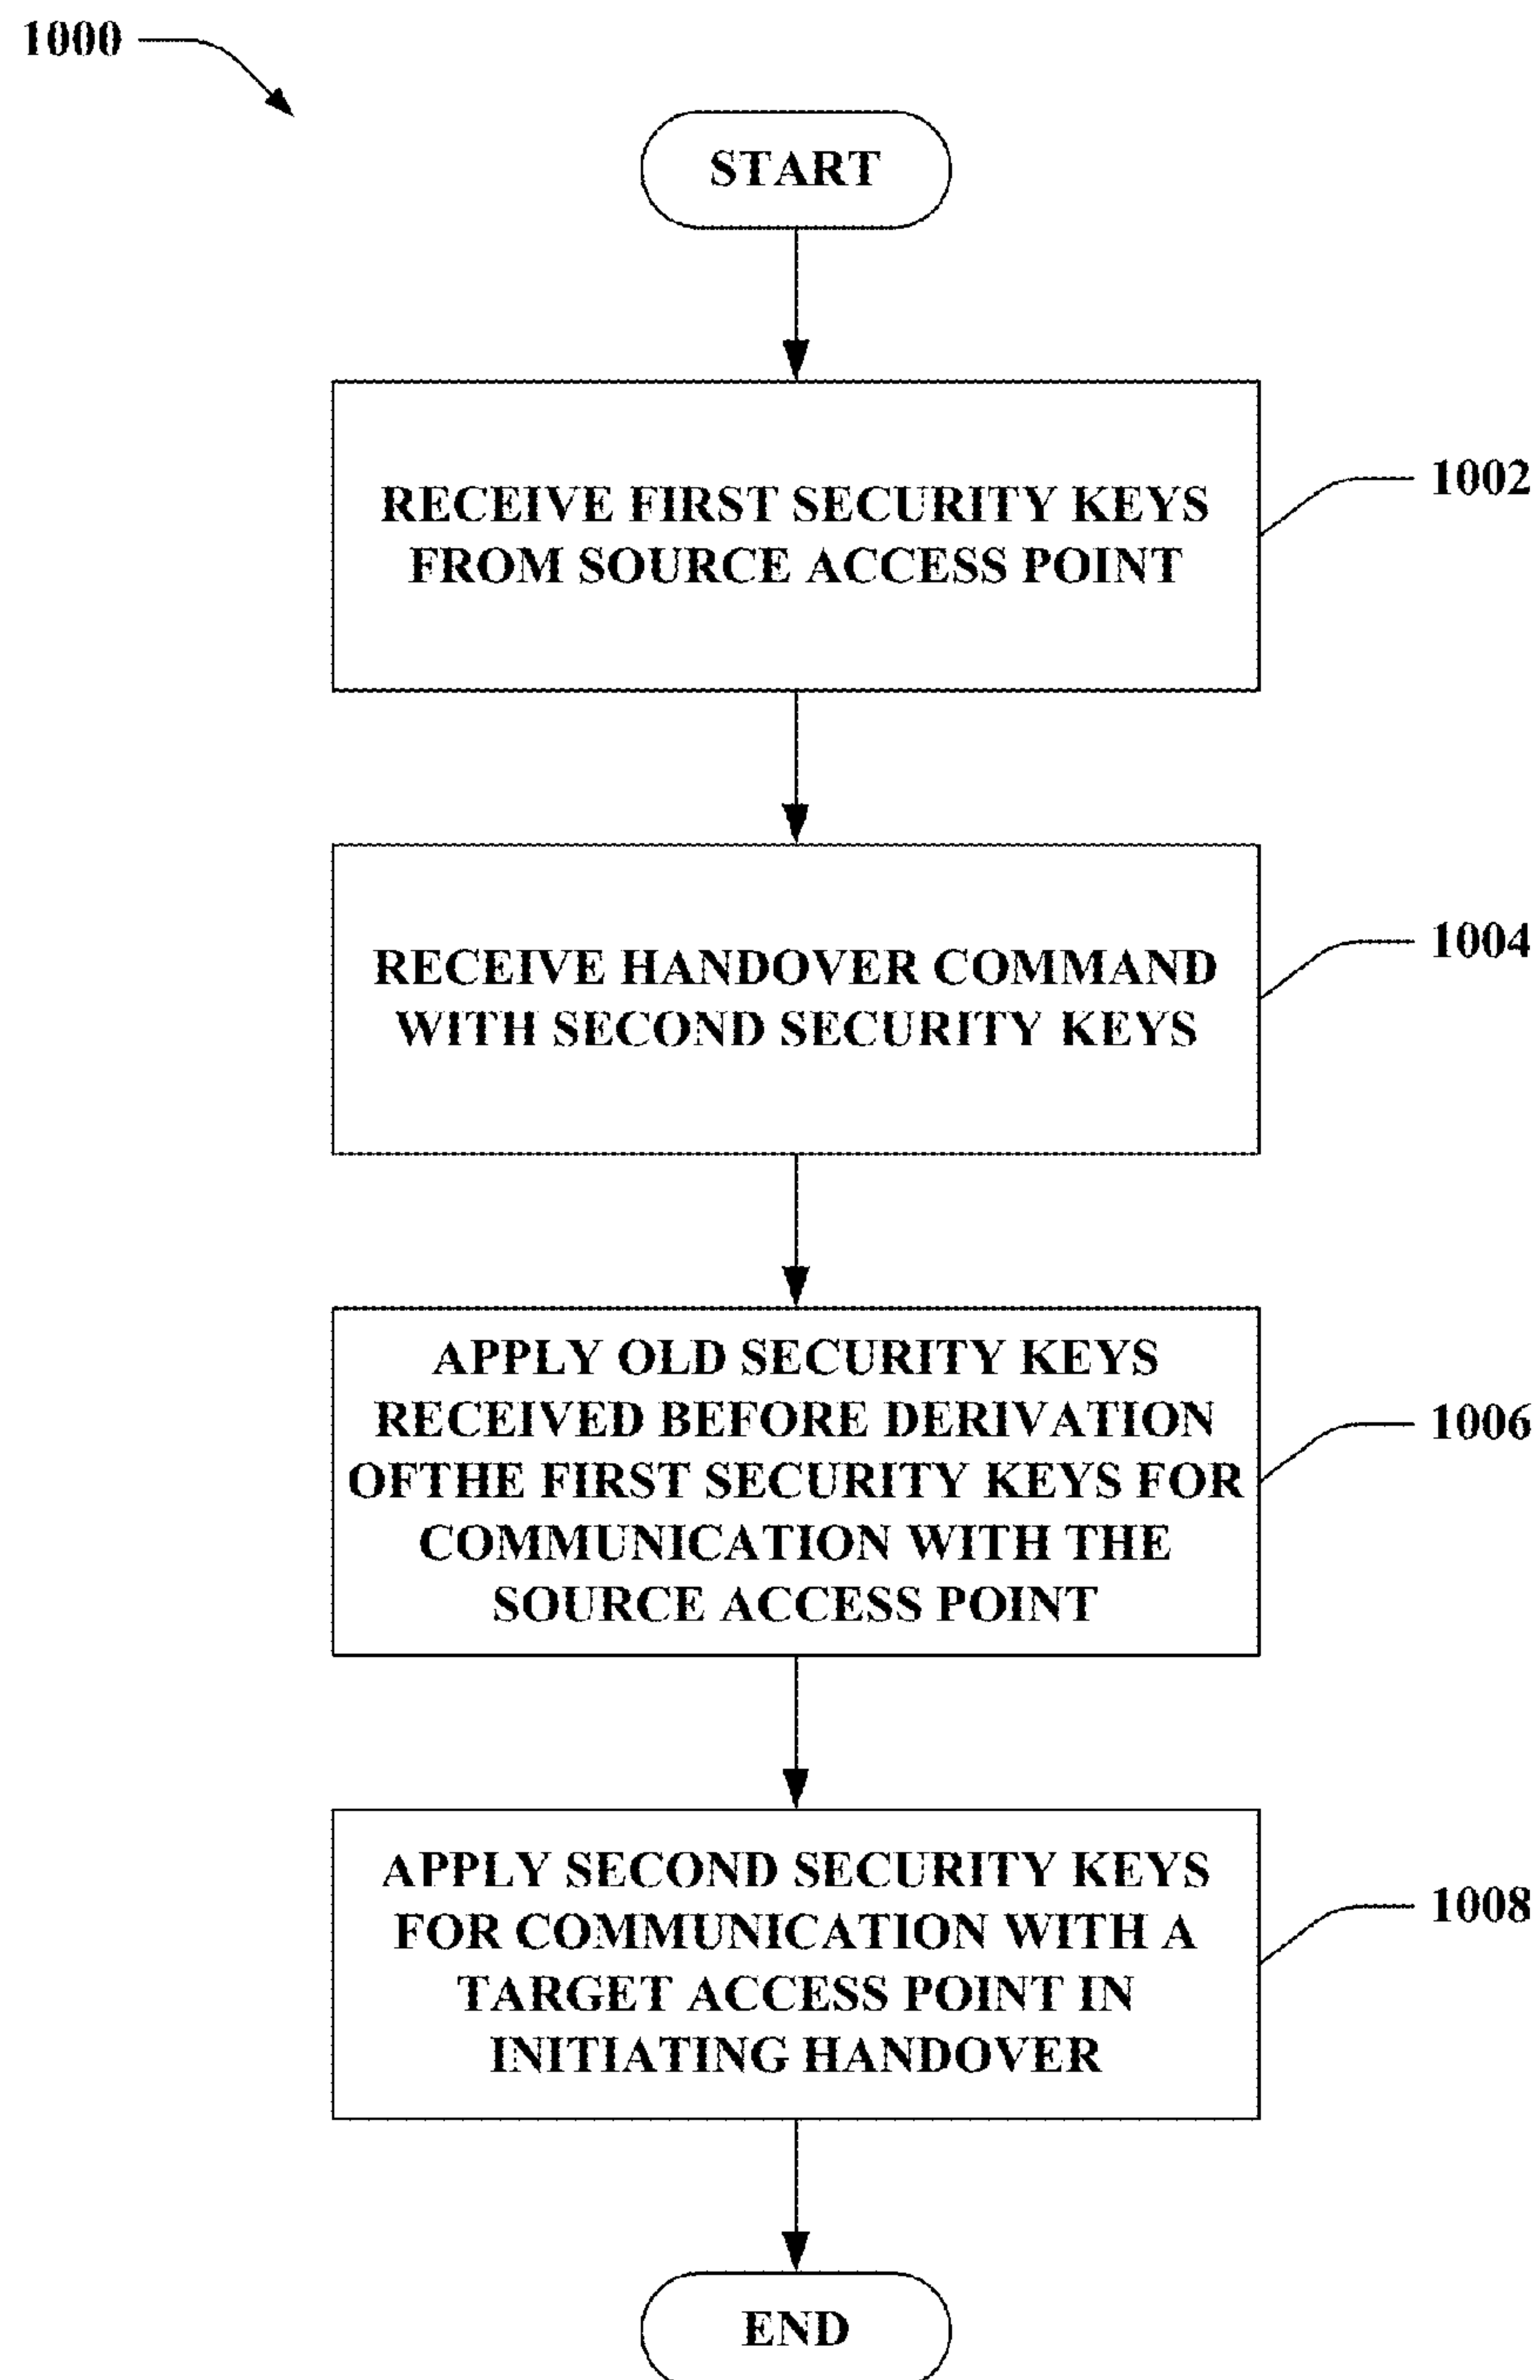 1000
START
RECEIVE FIRST SECURITY KEYS
FROM SOURCE ACCESS POINT
1002
RECEIVE HANDOVER COMMAND
WITH SECOND SECURITY KEYS
1004
APPLY OLD SECURITY KEYS
RECEIVED BEFORE DERIVATION
OFTHE FIRST SECURITY KEYS FOR
COMMUNICATION WITH THE
SOURCE ACCESS POINT
1006
APPLY SECOND SECURITY KEYS
FOR COMMUNICATION WITH A
TARGET ACCESS POINT IN
INITIATING HANDOVER
1008
END